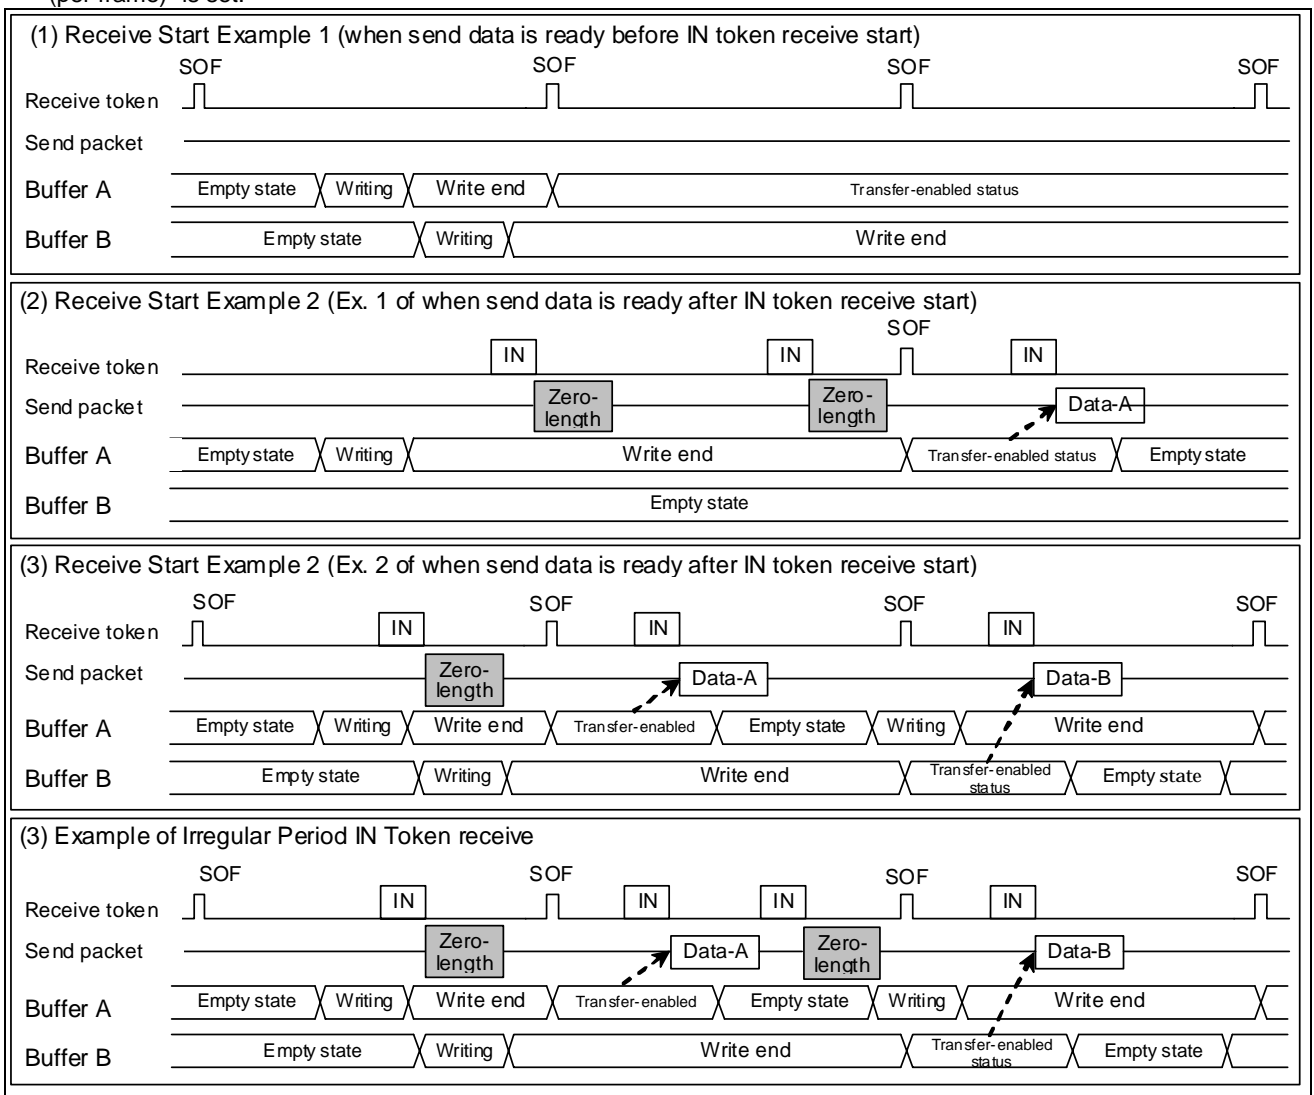 (per frame)" is set.
(1) Receive Start Example 1 (when send data is ready before IN token receive start)
SOF SOF SOF SOF
Receive token
Send packet
Buffer A Empty state Writing Write end Transfer-enabled status
Buffer B Empty state Writing Write end
(2) Receive Start Example 2 (Ex. 1 of when send data is ready after IN token receive start)
SOF
Receive token IN IN IN
Send packet Zero-length Zero-length Data-A
Buffer A Empty state Writing Write end Transfer-enabled status Empty state
Buffer B Empty state
(3) Receive Start Example 2 (Ex. 2 of when send data is ready after IN token receive start)
SOF SOF SOF SOF
Receive token IN IN IN
Send packet Zero-length Data-A Data-B
Buffer A Empty state Writing Write end Transfer-enabled Empty state Writing Write end
Buffer B Empty state Writing Write end Transfer-enabled status Empty state
(3) Example of Irregular Period IN Token receive
SOF SOF SOF SOF
Receive token IN IN IN IN
Send packet Zero-length Data-A Zero-length Data-B
Buffer A Empty state Writing Write end Transfer-enabled Empty state Writing Write end
Buffer B Empty state Writing Write end Transfer-enabled status Empty state